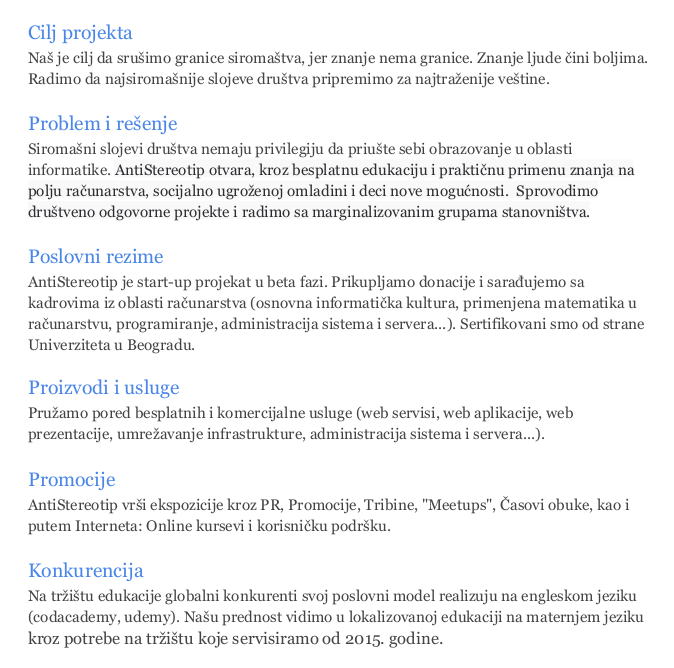 Cilj projekta
Naš je cilj da srušimo granice siromaštva, jer znanje nema granice. Znanje ljude čini boljima.
Radimo da najsiromašnije slojeve društva pripremimo za najtraženije veštine.
Problem i rešenje
Siromašni slojevi društva nemaju privilegiju da priušte sebi obrazovanje u oblasti
informatike. AntiStereotip otvara, kroz besplatnu edukaciju i praktičnu primenu znanja na
polju računarstva, socijalno ugroženoj omladini i deci nove mogućnosti.  Sprovodimo
društveno odgovorne projekte i radimo sa marginalizovanim grupama stanovništva.
Poslovni rezime
AntiStereotip je start-up projekat u beta fazi. Prikupljamo donacije i sarađujemo sa
kadrovima iz oblasti računarstva (osnovna informatička kultura, primenjena matematika u
računarstvu, programiranje, administracija sistema i servera...). Sertifikovani smo od strane
Univerziteta u Beogradu.
Proizvodi i usluge
Pružamo pored besplatnih i komercijalne usluge (web servisi, web aplikacije, web
prezentacije, umrežavanje infrastrukture, administracija sistema i servera...).
Promocije
AntiStereotip vrši ekspozicije kroz PR, Promocije, Tribine, "Meetups", Časovi obuke, kao i
putem Interneta: Online kursevi i korisničku podršku.
Konkurencija
Na tržištu edukacije globalni konkurenti svoj poslovni model realizuju na engleskom jeziku
(codacademy, udemy). Našu prednost vidimo u lokalizovanoj edukaciji na maternjem jeziku
kroz potrebe na tržištu koje servisiramo od 2015. godine.